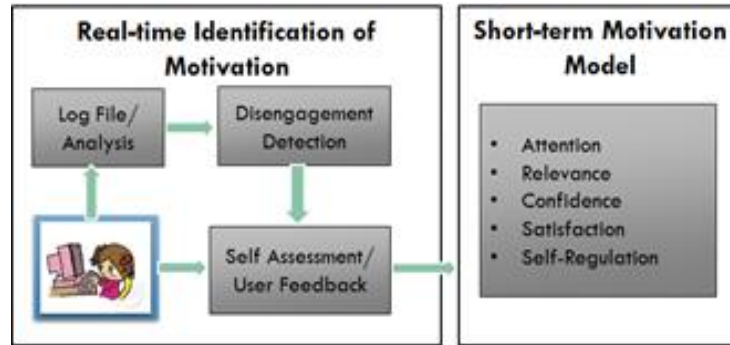 Real-time Identification of
Motivation
Log File/
Analysis
Disengagement
Detection
Self Assessment/
User Feedback
Short-term Motivation
Model
• Attention
• Relevance
• Confidence
• Satisfaction
• Self-Regulation